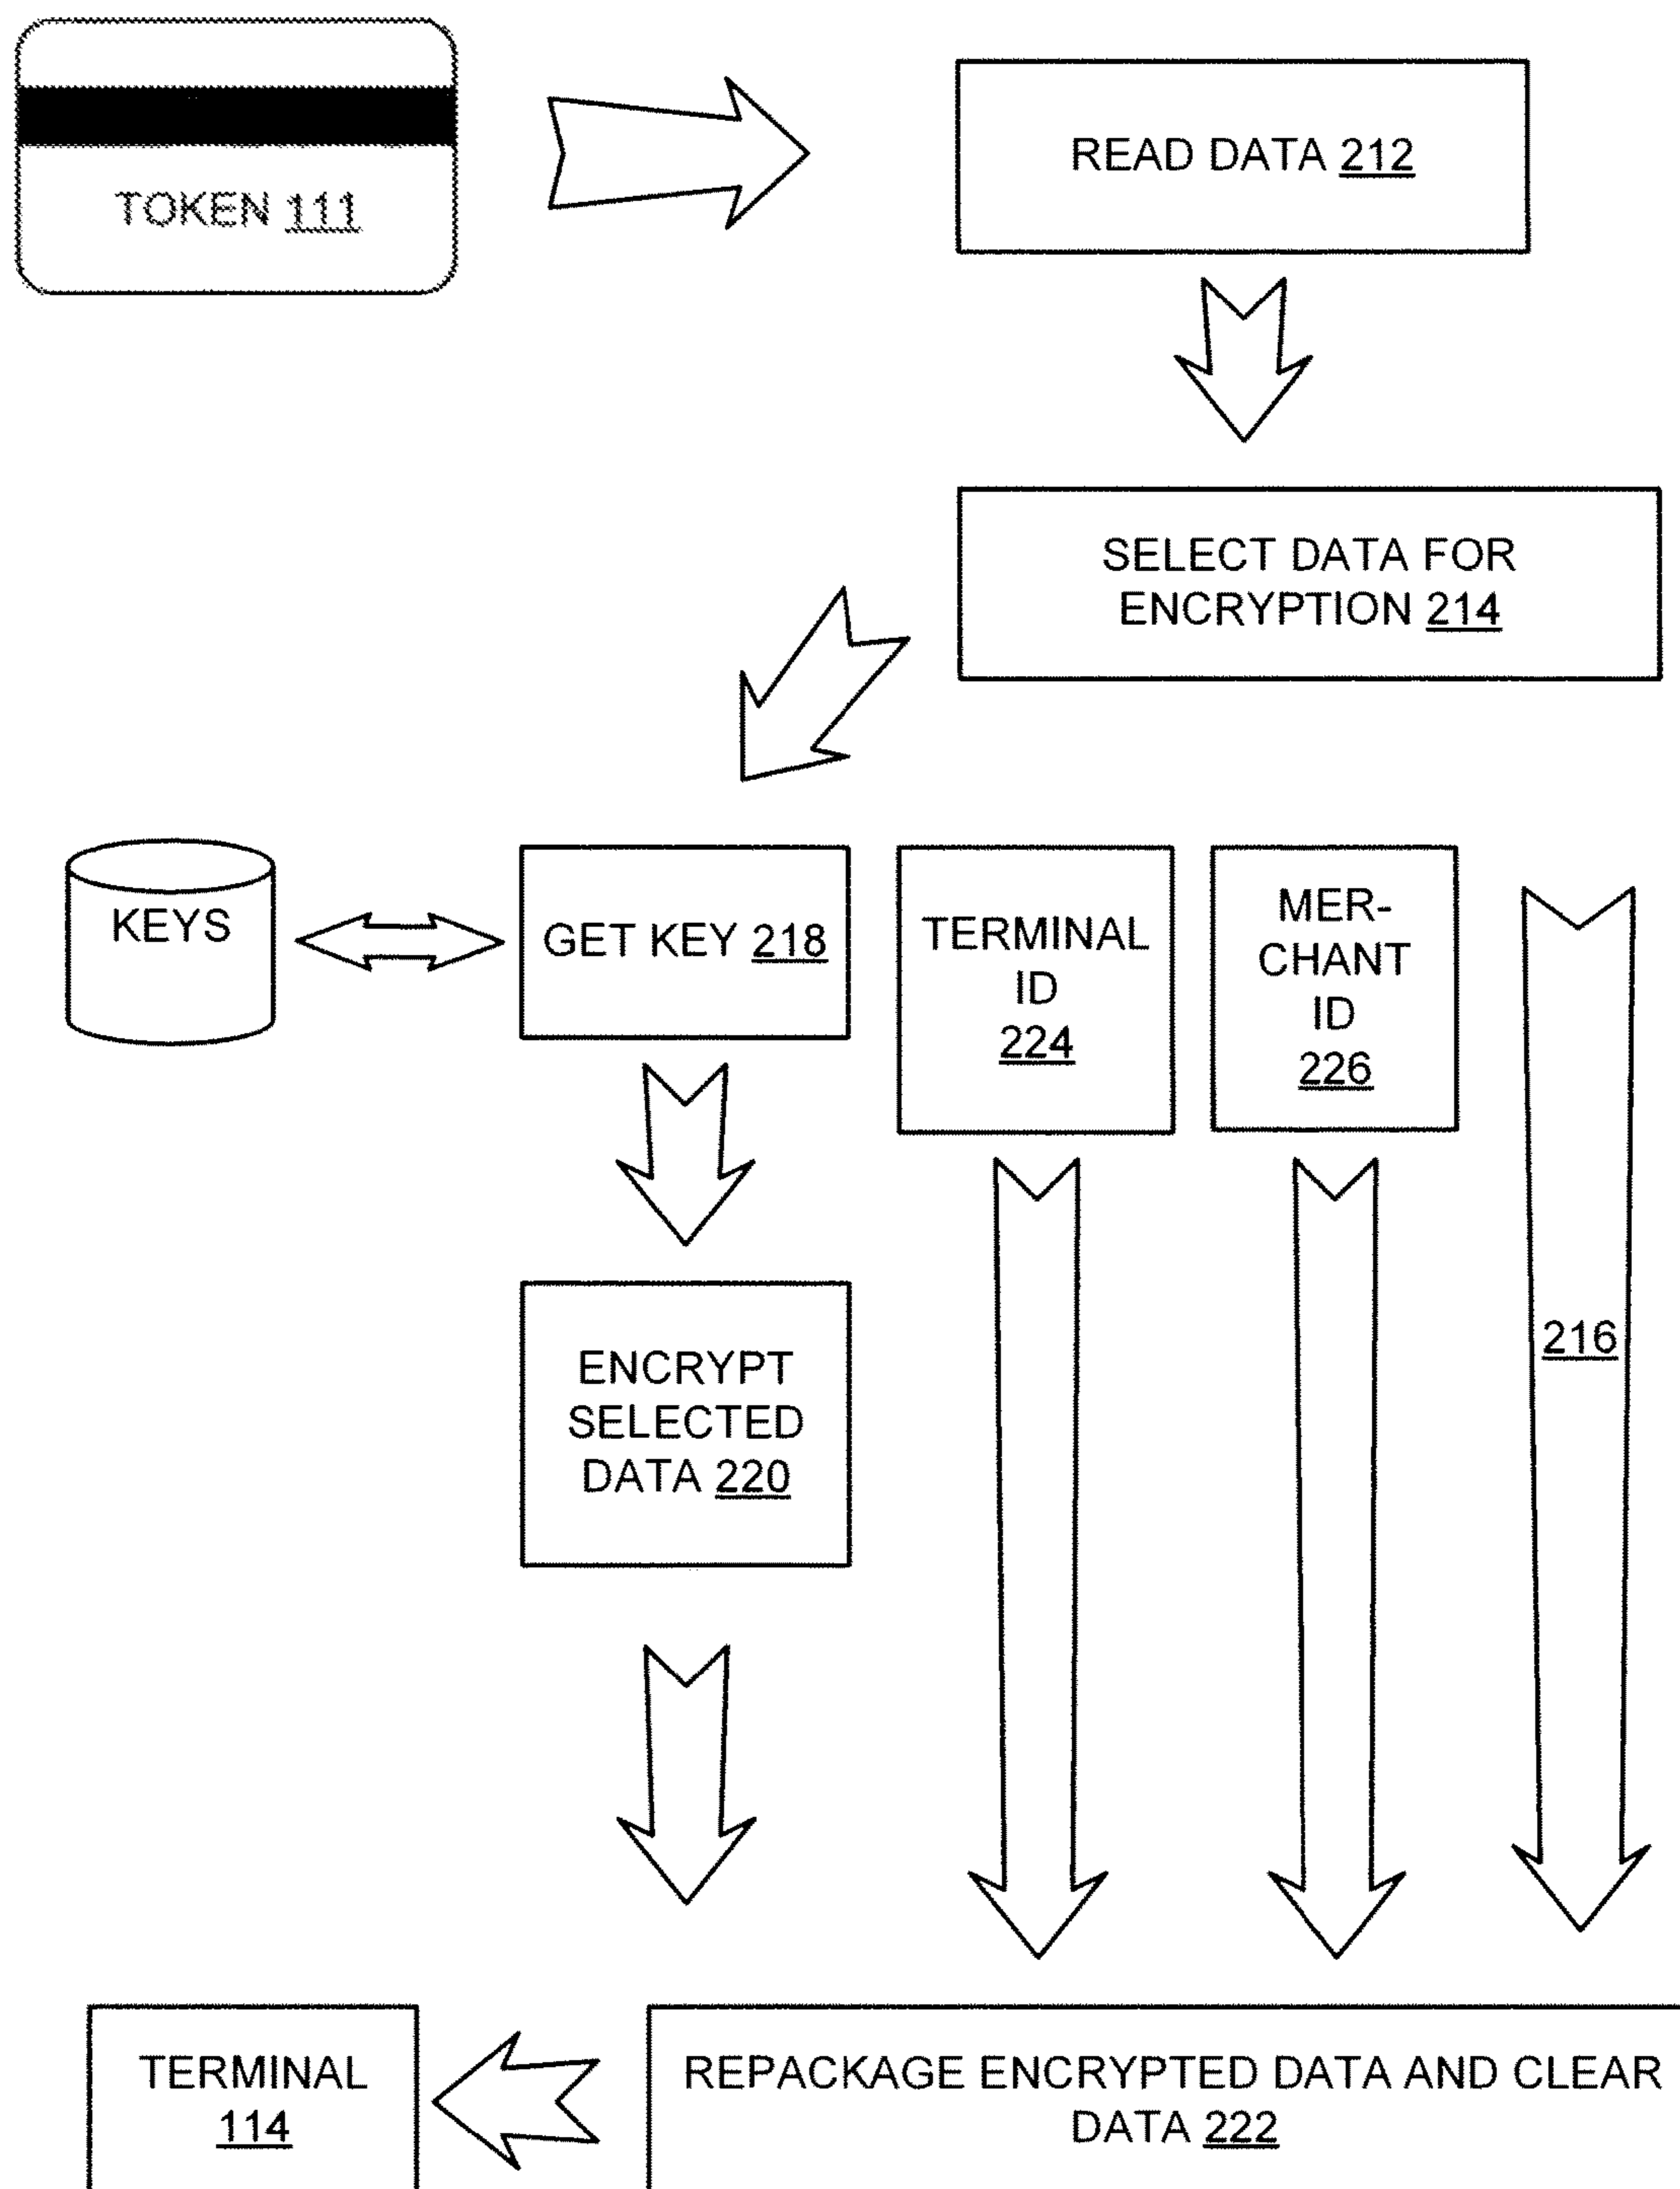 TOKEN 111
READ DATA 212
SELECT DATA FOR
ENCRYPTION 214
KEYS
GET KEY 218
TERMINAL
ID
224
MER-
CHANT
ID
226
216
ENCRYPT
SELECTED
DATA 220
TERMINAL
114
REPACKAGE ENCRYPTED DATA AND CLEAR
DATA 222